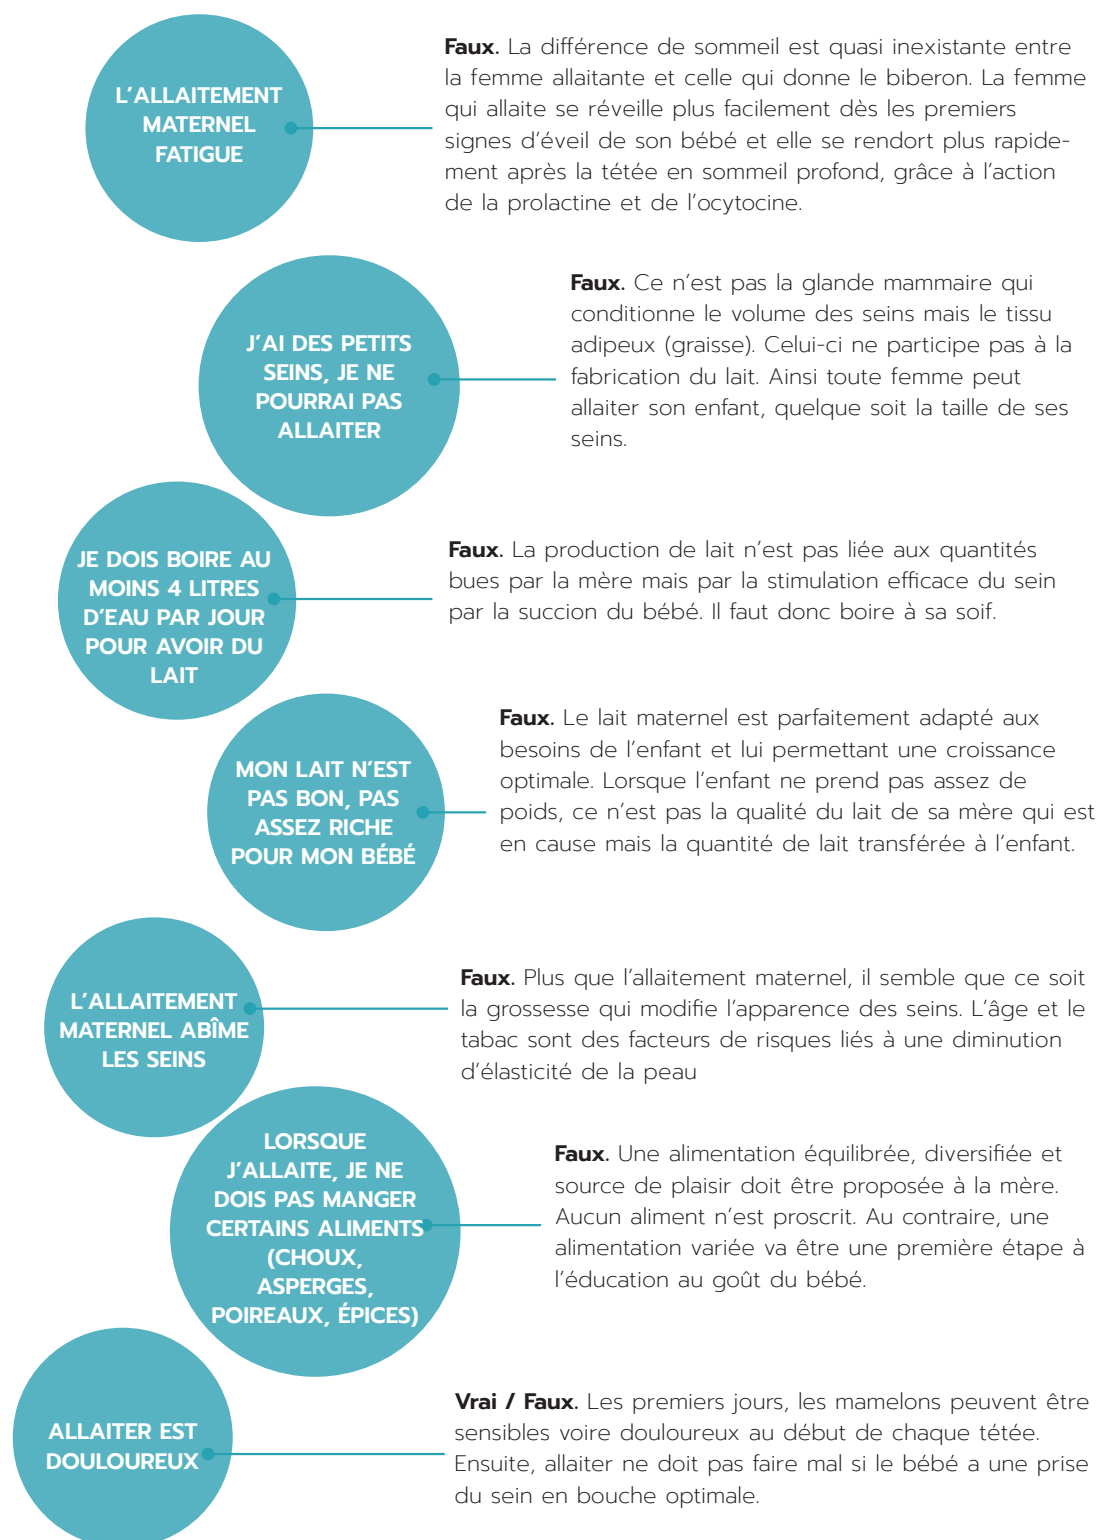 L'ALLAITEMENT
MATERNEL
FATIGUE
Faux. La différence de sommeil est quasi inexistante entre
la femme allaitante et celle qui donne le biberon. La femme
qui allaite se réveille plus facilement dès les premiers
signes d'éveil de son bébé et elle se rendort plus rapide-
ment après la tétée en sommeil profond, grâce à l'action
de la prolactine et de l'ocytocine.
J'AI DES PETITS
SEINS, JE NE
POURRAI PAS
ALLAITER
Faux. Ce n'est pas la glande mammaire qui
conditionne le volume des seins mais le tissu
adipeux (graisse). Celui-ci ne participe pas à la
fabrication du lait. Ainsi toute femme peut
allaiter son enfant, quelque soit la taille de ses
seins.
JE DOIS BOIRE AU
MOINS 4 LITRES
D'EAU PAR JOUR
POUR AVOIR DU
LAIT
Faux. La production de lait n'est pas liée aux quantités
bues par la mère mais par la stimulation efficace du sein
par la succion du bébé. Il faut donc boire à sa soif.
MON LAIT N'EST
PAS BON, PAS
ASSEZ RICHE
POUR MON BÉBÉ
Faux. Le lait maternel est parfaitement adapté aux
besoins de l'enfant et lui permettant une croissance
optimale. Lorsque l'enfant ne prend pas assez de
poids, ce n'est pas la qualité du lait de sa mère qui est
en cause mais la quantité de lait transférée à l'enfant.
L'ALLAITEMENT
MATERNEL ABÎME
LES SEINS
Faux. Plus que l'allaitement maternel, il semble que ce soit
la grossesse qui modifie l'apparence des seins. L'âge et le
tabac sont des facteurs de risques liés à une diminution
d'élasticité de la peau
LORSQUE
J'ALLAITE, JE NE
DOIS PAS MANGER
CERTAINS ALIMENTS
(CHOUX,
ASPERGES,
POIREAUX, ÉPICES)
Faux. Une alimentation équilibrée, diversifiée et
source de plaisir doit être proposée à la mère.
Aucun aliment n'est proscrit. Au contraire, une
alimentation variée va être une première étape à
l'éducation au goût du bébé.
ALLAITER EST
DOULOUREUX
Vrai / Faux. Les premiers jours, les mamelons peuvent être
sensibles voire douloureux au début de chaque tétée.
Ensuite, allaiter ne doit pas faire mal si le bébé a une prise
du sein en bouche optimale.